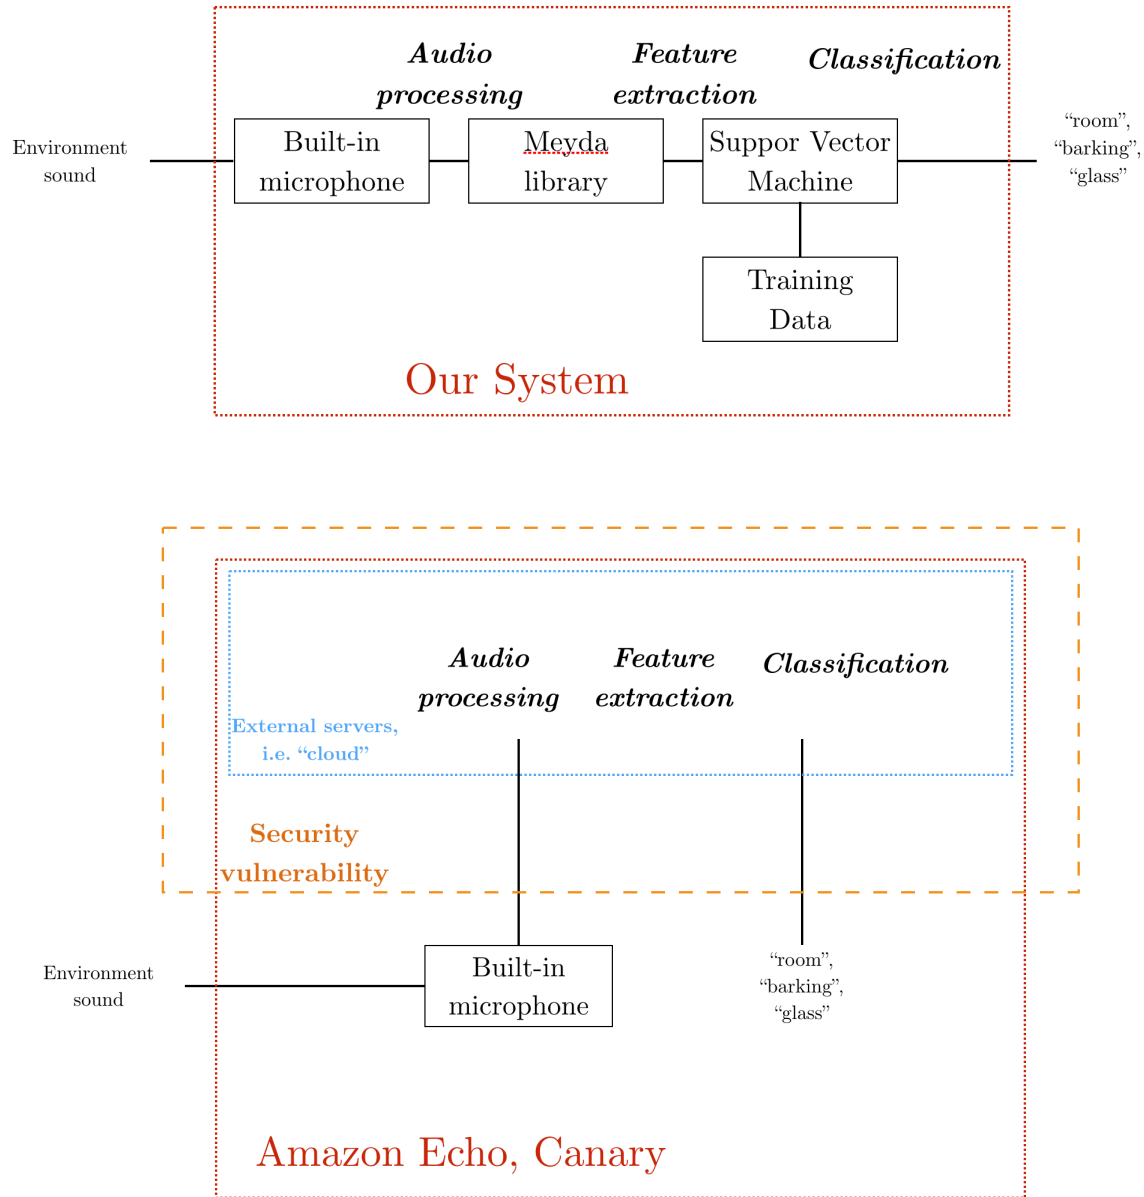 Audio
processing
Feature
extraction
Classification
Environment
sound
Built-in
microphone
Meyda
library
Suppor Vector
Machine
“room”,
“barking”,
“glass”
Training
Data
Our System
Audio
processing
Feature
extraction
Classification
External servers,
i.e. “cloud”
Security
vulnerability
Environment
sound
Built-in
microphone
“room”,
“barking”,
“glass”
Amazon Echo, Canary